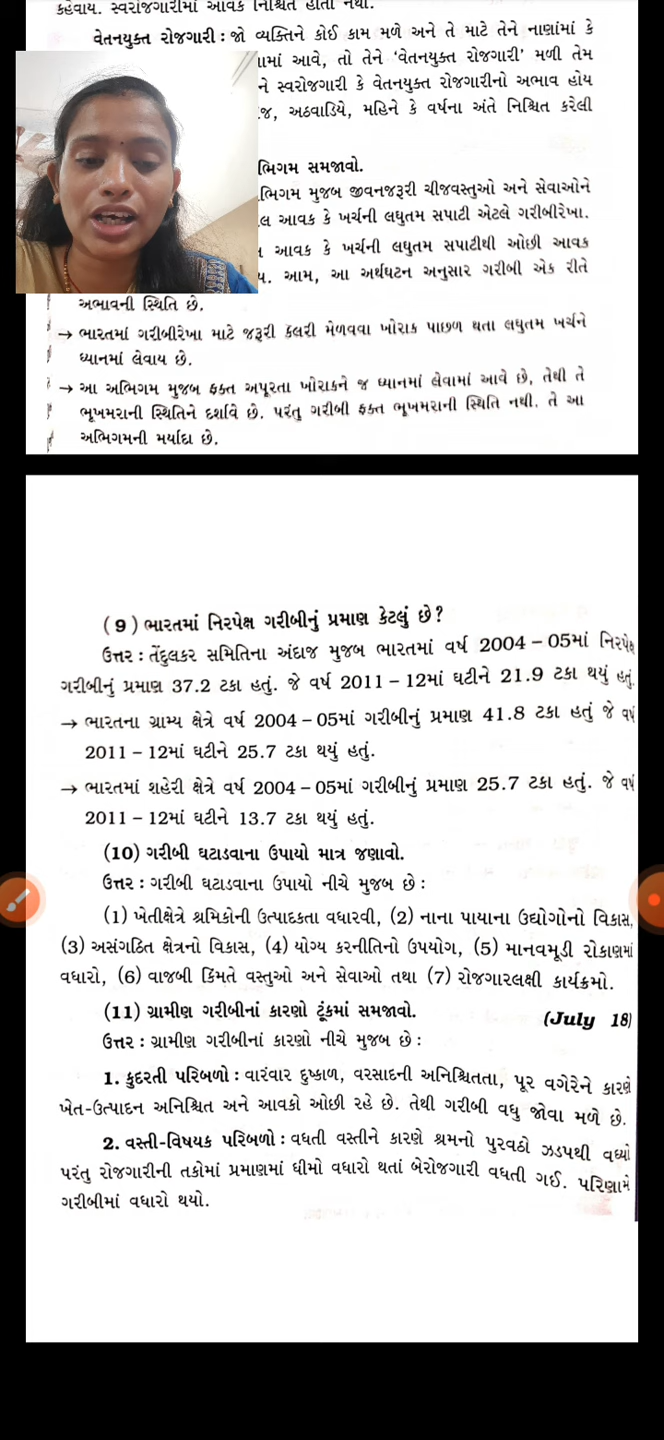 કહેવાય. સ્વરોજગારીમાં આવક નિશ્ચિત હોતી નથી.
વેતનયુક્ત રોજગારી : જો વ્યક્તિને કોઈ કામ મળે અને તે માટે તેને નાણાંમાં કે
ામાં આવે, તો તેને ‘વેતનયુક્ત રોજગારી’ મળી તેમ
ને સ્વરોજગારી કે વેતનયુક્ત રોજગારીનો અભાવ હોય
જ, અઠવાડિયે, મહિને કે વર્ષના અંતે નિશ્ચિત કરેલી
ભિગમ સમજાવો.
ભિગમ મુજબ જીવનજરૂરી ચીજવસ્તુઓ અને સેવાઓને
લ આવક કે ખર્ચની લઘુતમ સપાટી એટલે ગરીબીરેખા.
આવક કે ખર્ચની લઘુતમ સપાટીથી ઓછી આવક
ય. આમ, આ અર્થઘટન અનુસાર ગરીબી એક રીતે
અભાવની સ્થિતિ છે.
→ ભારતમાં ગરીબીરેખા માટે જરૂરી કૅલરી મેળવવા ખોરાક પાછળ થતા લઘુતમ ખર્ચને
ધ્યાનમાં લેવાય છે.
→ આ અભિગમ મુજબ ફક્ત અપૂરતા ખોરાકને જ ધ્યાનમાં લેવામાં આવે છે, તેથી તે
ભૂખમરાની સ્થિતિને દર્શાવે છે. પરંતુ ગરીબી ફક્ત ભૂખમરાની સ્થિતિ નથી. તે આ
અભિગમની મર્યાદા છે.
(9) ભારતમાં નિરપેક્ષ ગરીબીનું પ્રમાણ કેટલું છે?
ઉત્તર : તેંદુલકર સમિતિના અંદાજ મુજબ ભારતમાં વર્ષ 2004 – 05માં નિરપેક્ષ
ગરીબીનું પ્રમાણ 37.2 ટકા હતું. જે વર્ષ 2011 – 12માં ઘટીને 21.9 ટકા થયું હતું.
→ ભારતના ગ્રામ્ય ક્ષેત્રે વર્ષ 2004 – 05માં ગરીબીનું પ્રમાણ 41.8 ટકા હતું જે વર્ષ
2011 – 12માં ઘટીને 25.7 ટકા થયું હતું.
→ ભારતમાં શહેરી ક્ષેત્રે વર્ષ 2004 – 05માં ગરીબીનું પ્રમાણ 25.7 ટકા હતું. જે વર્ષ
2011 – 12માં ઘટીને 13.7 ટકા થયું હતું.
(10) ગરીબી ઘટાડવાના ઉપાયો માત્ર જણાવો.
ઉત્તર : ગરીબી ઘટાડવાના ઉપાયો નીચે મુજબ છે :
(1) ખેતીક્ષેત્રે શ્રમિકોની ઉત્પાદકતા વધારવી, (2) નાના પાયાના ઉદ્યોગોનો વિકાસ,
(3) અસંગઠિત ક્ષેત્રનો વિકાસ, (4) યોગ્ય કરનીતિનો ઉપયોગ, (5) માનવમૂડી રોકાણમાં
વધારો, (6) વાજબી કિંમતે વસ્તુઓ અને સેવાઓ તથા (7) રોજગારલક્ષી કાર્યક્રમો.
(11) ગ્રામીણ ગરીબીનાં કારણો ટૂંકમાં સમજાવો. (July 18)
ઉત્તર : ગ્રામીણ ગરીબીનાં કારણો નીચે મુજબ છે :
1. કુદરતી પરિબળો : વારંવાર દુષ્કાળ, વરસાદની અનિશ્ચિતતા, પૂર વગેરેને કારણે
ખેત-ઉત્પાદન અનિશ્ચિત અને આવકો ઓછી રહે છે. તેથી ગરીબી વધુ જોવા મળે છે.
2. વસ્તી-વિષયક પરિબળો : વધતી વસ્તીને કારણે શ્રમનો પુરવઠો ઝડપથી વધ્યો
પરંતુ રોજગારીની તકોમાં પ્રમાણમાં ધીમો વધારો થતાં બેરોજગારી વધતી ગઈ. પરિણામે
ગરીબીમાં વધારો થયો.